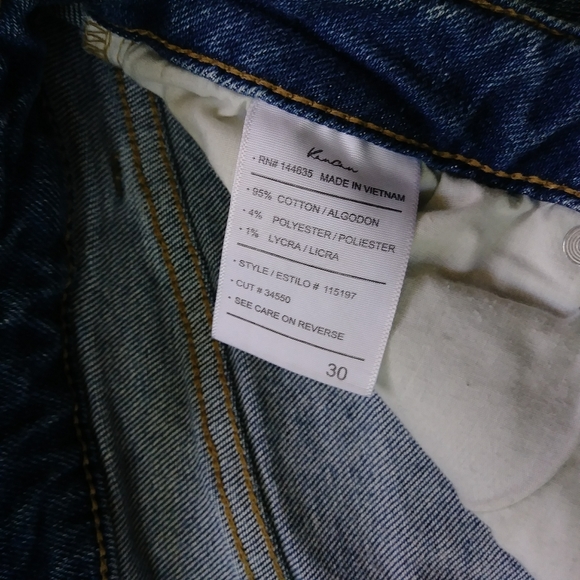 KanCan
· RN# 144635 MADE IN VIETNAM
· 95% COTTON / ALGODON
· 4% POLYESTER / POLIESTER
· 1% LYCRA / LICRA
· STYLE / ESTILO # 115197
· CUT # 34550
· SEE CARE ON REVERSE
30